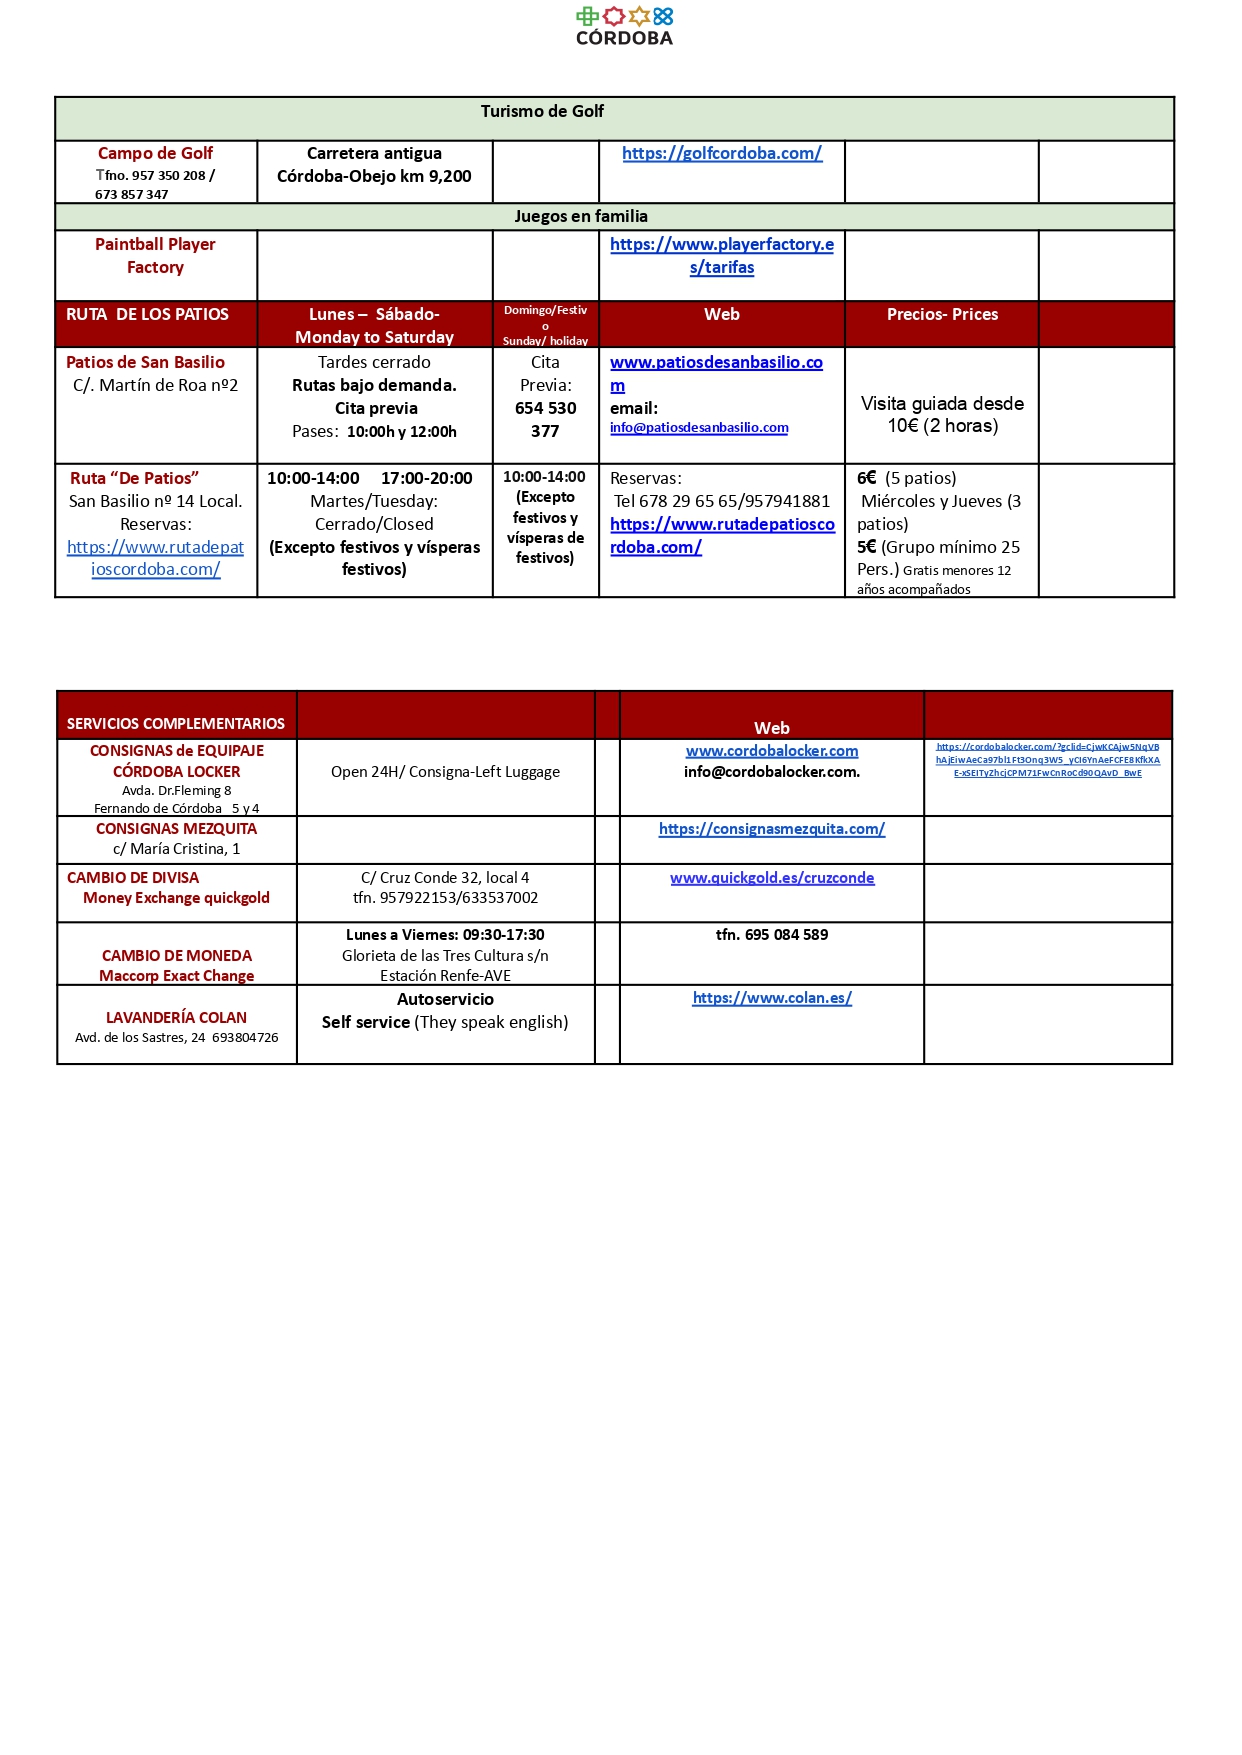 CÓRDOBA
Turismo de Golf
Campo de Golf
Tfno. 957 350 208 /
673 857 347
Carretera antigua
Córdoba-Obejo km 9,200
https://golfcordoba.com/
Juegos en familia
Paintball Player
Factory
https://www.playerfactory.e
s/tarifas
RUTA DE LOS PATIOS
Lunes – Sábado-
Monday to Saturday
Domingo/Festiv
o
Sunday/ holiday
Web
Precios- Prices
Patios de San Basilio
C/. Martín de Roa nº2
Tardes cerrado
Rutas bajo demanda.
Cita previa
Pases: 10:00h y 12:00h
Cita
Previa:
654 530
377
www.patiosdesanbasilio.co
m
email:
info@patiosdesanbasilio.com
Visita guiada desde
10€ (2 horas)
Ruta “De Patios”
San Basilio nº 14 Local.
Reservas:
https://www.rutadepat
ioscordoba.com/
10:00-14:00 17:00-20:00
Martes/Tuesday:
Cerrado/Closed
(Excepto festivos y vísperas
festivos)
10:00-14:00
(Excepto
festivos y
vísperas de
festivos)
Reservas:
Tel 678 29 65 65/957941881
https://www.rutadepatiosco
rdoba.com/
6€ (5 patios)
Miércoles y Jueves (3
patios)
5€ (Grupo mínimo 25
Pers.) Gratis menores 12
años acompañados
SERVICIOS COMPLEMENTARIOS
Web
CONSIGNAS de EQUIPAJE
CÓRDOBA LOCKER
Avda. Dr.Fleming 8
Fernando de Córdoba 5 y 4
Open 24H/ Consigna-Left Luggage
www.cordobalocker.com
info@cordobalocker.com.
https://cordobalocker.com/?gclid=CjwKCAjw5NqVB
hAjEiwAeCa97bl1Ft3Onq3W5_yCI6YnAeFCFE8KfkXA
E-xSEITyZhcjCPM71FwCnRoCd90QAvD_BwE
CONSIGNAS MEZQUITA
c/ María Cristina, 1
https://consignasmezquita.com/
CAMBIO DE DIVISA
Money Exchange quickgold
C/ Cruz Conde 32, local 4
tfn. 957922153/633537002
www.quickgold.es/cruzconde
CAMBIO DE MONEDA
Maccorp Exact Change
Lunes a Viernes: 09:30-17:30
Glorieta de las Tres Cultura s/n
Estación Renfe-AVE
tfn. 695 084 589
LAVANDERÍA COLAN
Avd. de los Sastres, 24 693804726
Autoservicio
Self service (They speak english)
https://www.colan.es/